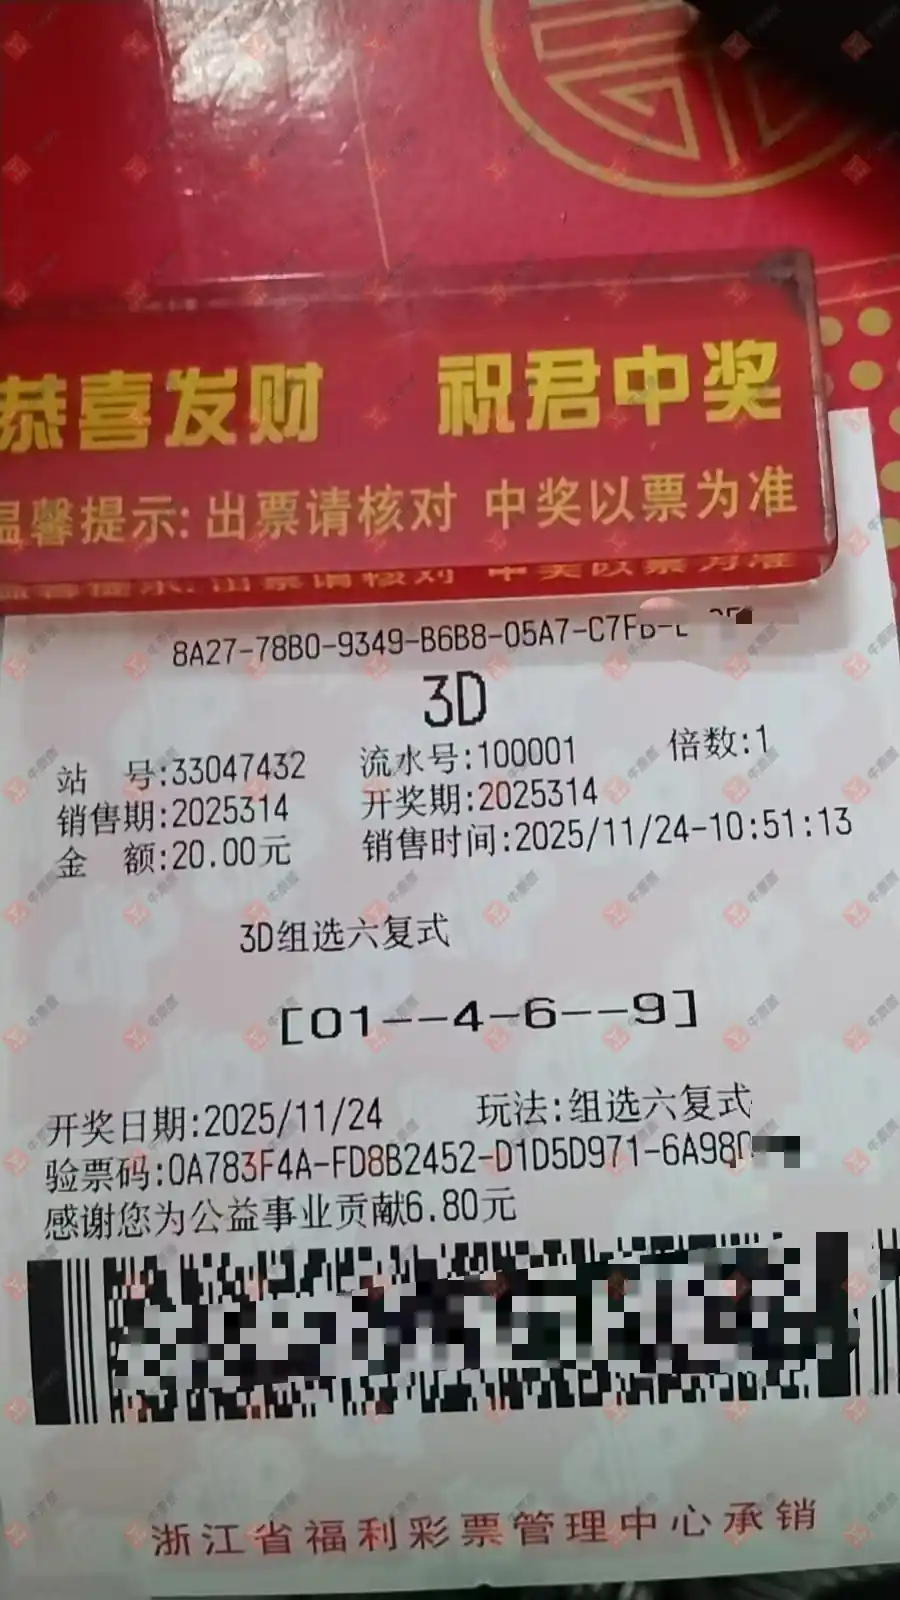 恭喜发财 祝君中奖
温馨提示:出票请核对 中奖以票为准
8A27-78B0-9349-B6B8-05A7-C7FB-
3D
站 号:33047432 流水号:100001 倍数:1
销售期:2025314 开奖期:2025314
金 额:20.00元 销售时间:2025/11/24-10:51:13
3D组选六复式
[01--4-6--9]
开奖日期:2025/11/24 玩法:组选六复式
验票码:0A783F4A-FD8B2452-D1D5D971-6A980
感谢您为公益事业贡献6.80元
浙江省福利彩票管理中心承销